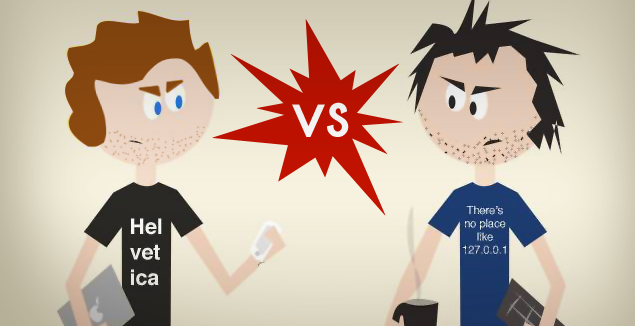 VS
Hel
vet
ica
There's
no place
like
127.0.0.1